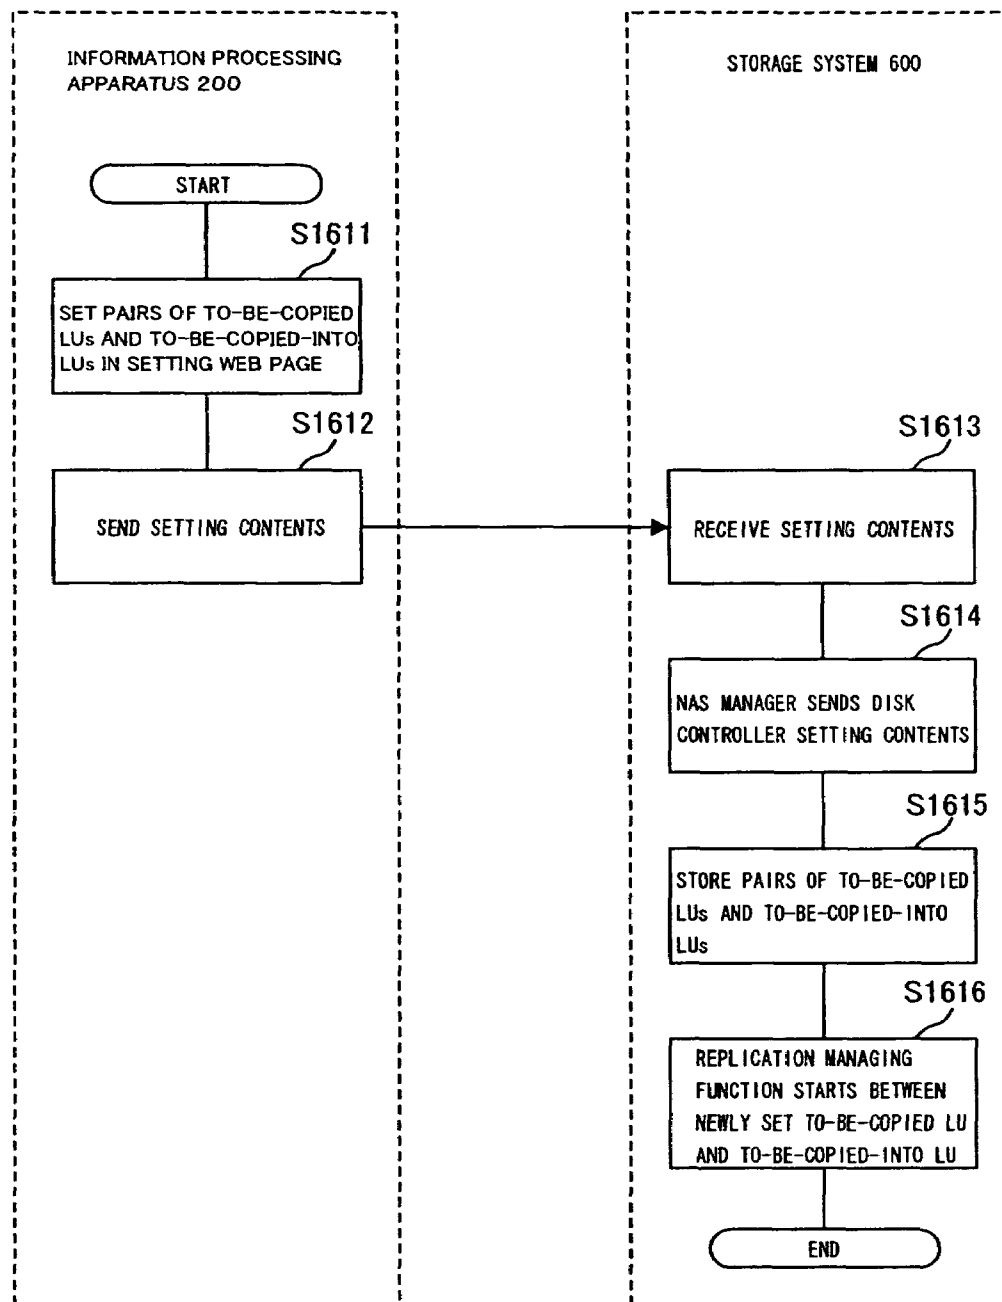 INFORMATION PROCESSING
APPARATUS 200
START
S1611
SET PAIRS OF TO-BE-COPIED
LUs AND TO-BE-COPIED-INTO
LUs IN SETTING WEB PAGE
S1612
SEND SETTING CONTENTS
STORAGE SYSTEM 600
S1613
RECEIVE SETTING CONTENTS
S1614
NAS MANAGER SENDS DISK
CONTROLLER SETTING CONTENTS
S1615
STORE PAIRS OF TO-BE-COPIED
LUs AND TO-BE-COPIED-INTO
LUs
S1616
REPLICATION MANAGING
FUNCTION STARTS BETWEEN
NEWLY SET TO-BE-COPIED LU
AND TO-BE-COPIED-INTO LU
END